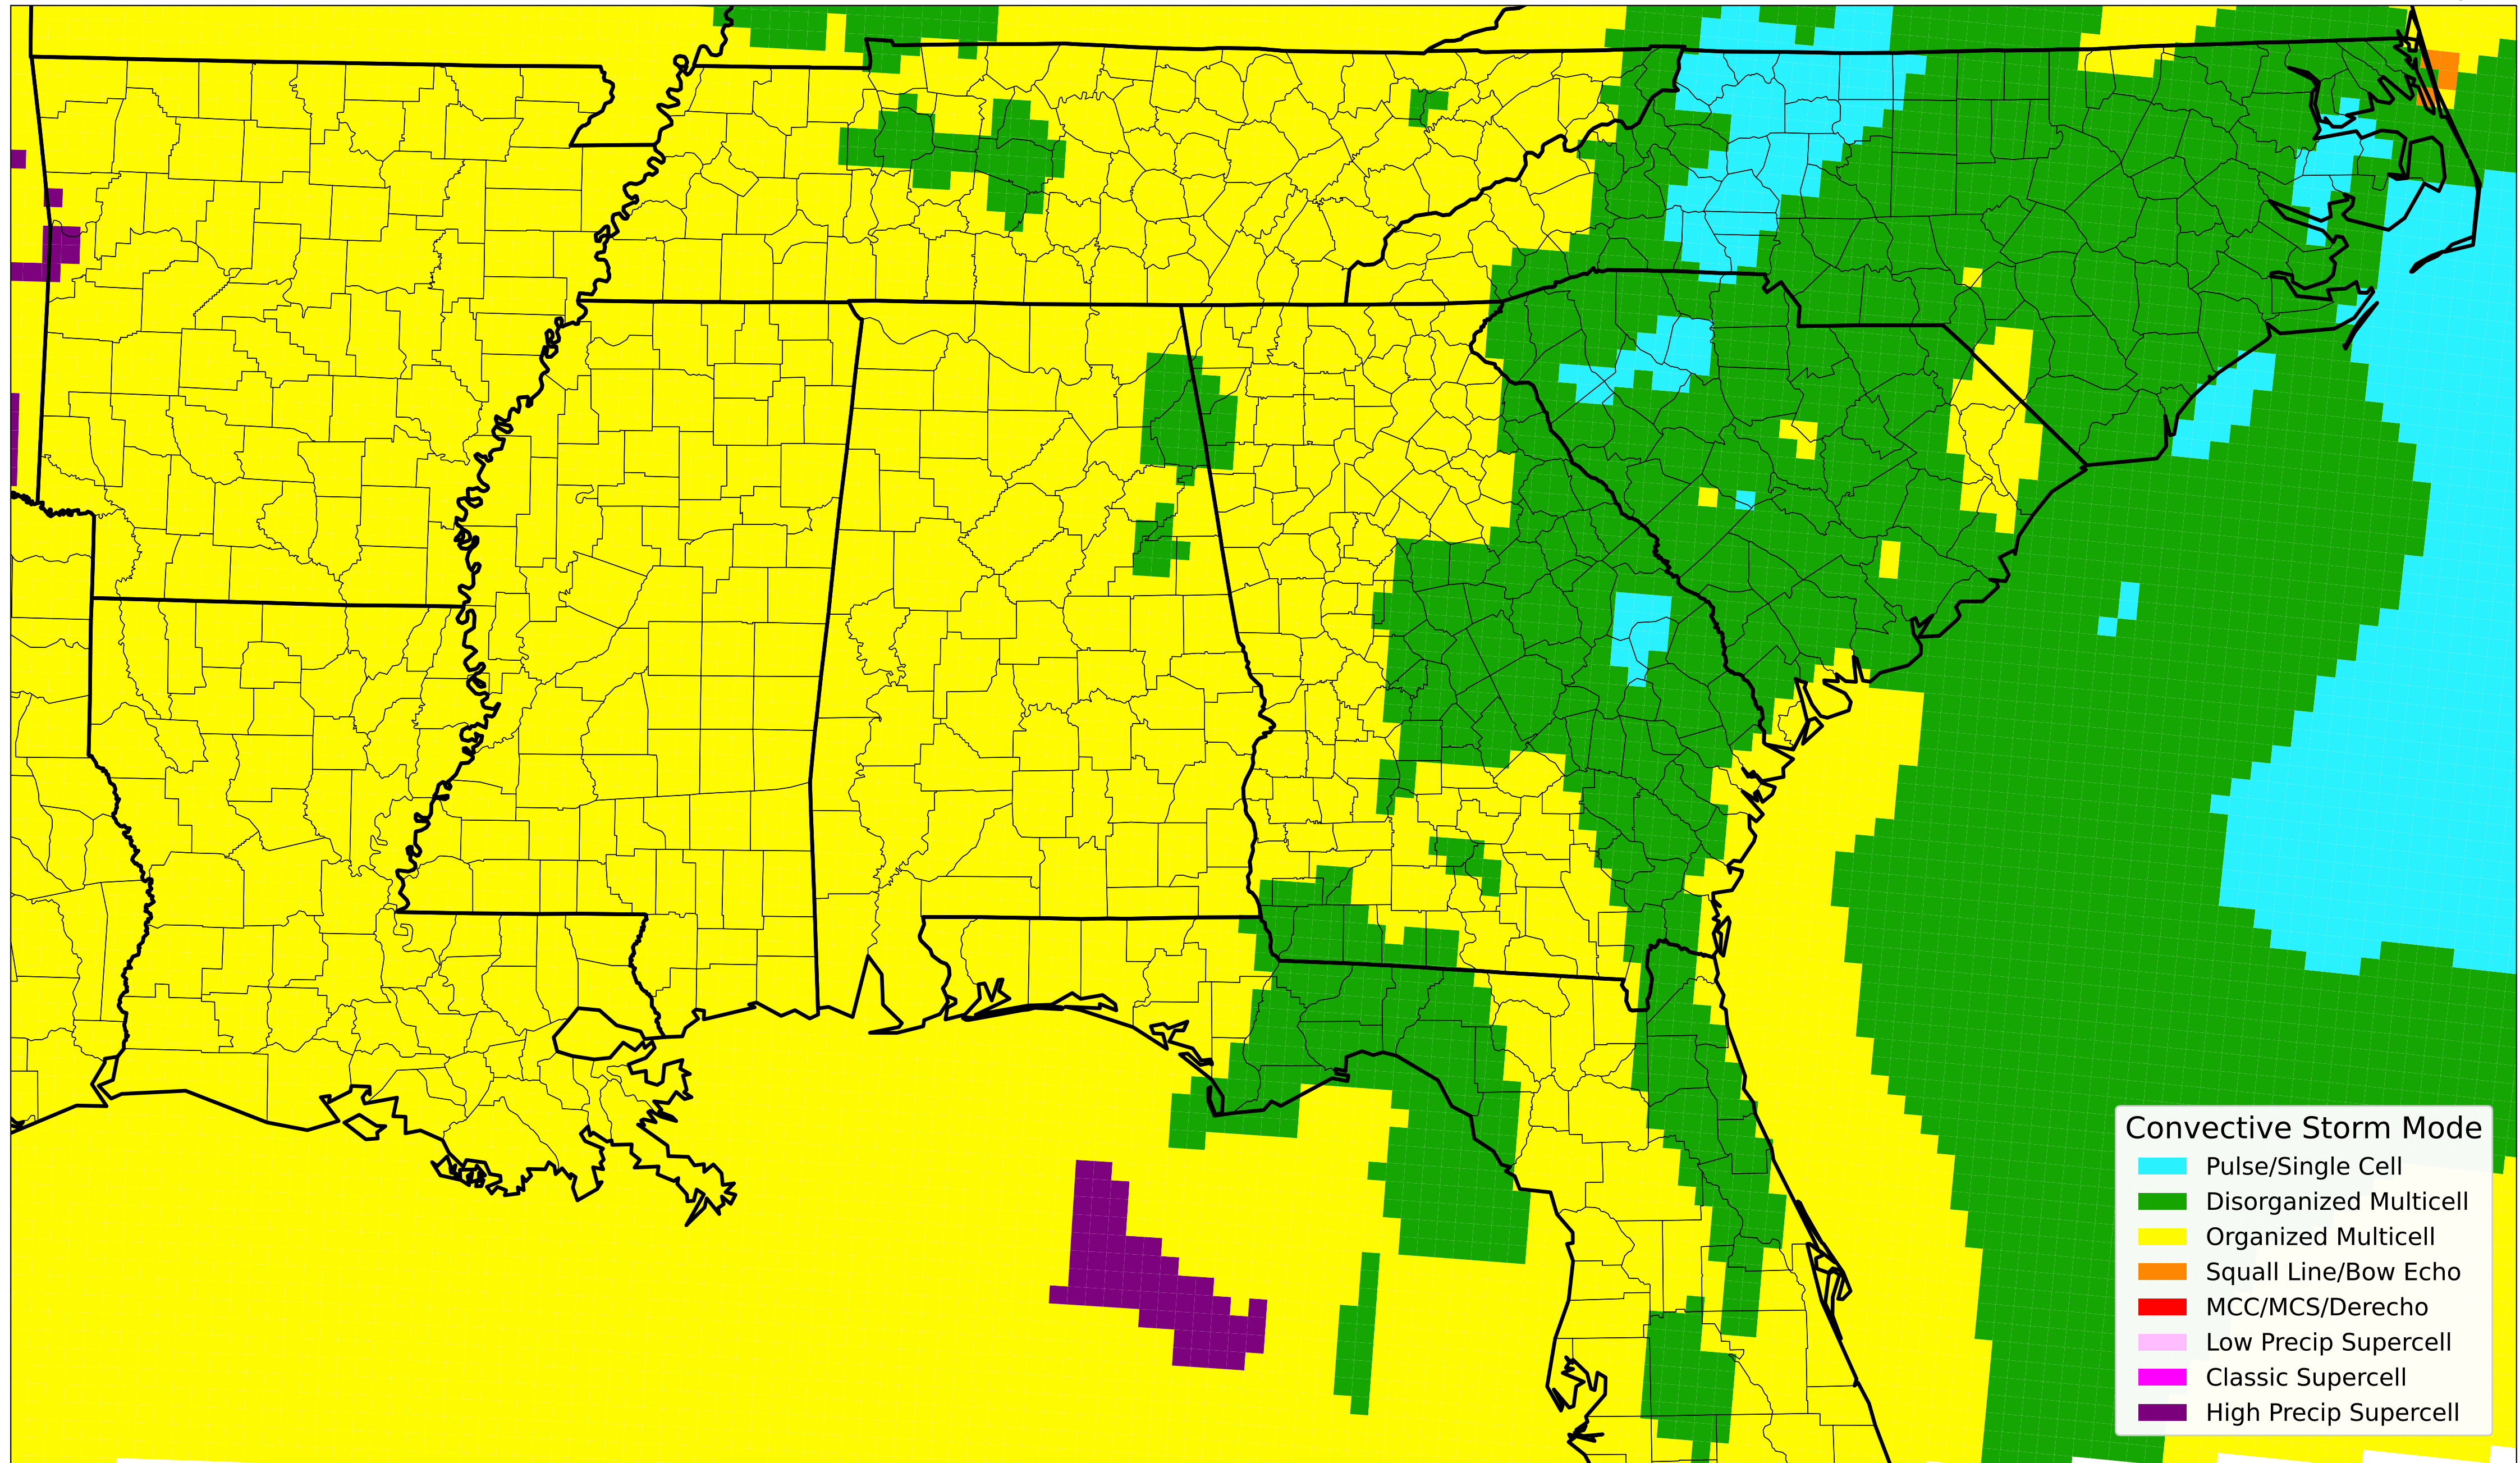 Convective Storm Mode
Pulse/Single Cell
Disorganized Multicell
Organized Multicell
Squall Line/Bow Echo
MCC/MCS/Derecho
Low Precip Supercell
Classic Supercell
High Precip Supercell